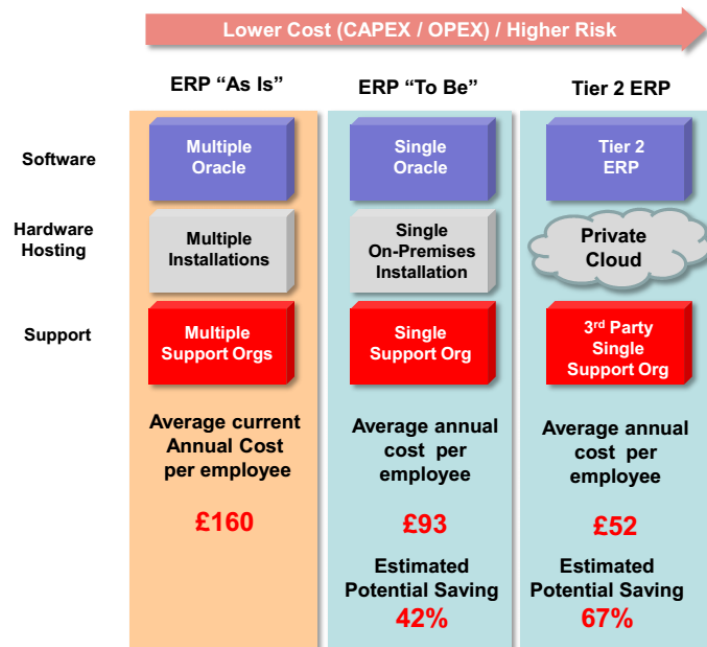 Lower Cost (CAPEX / OPEX) / Higher Risk
ERP “As Is”
ERP “To Be”
Tier 2 ERP
Software
Multiple
Oracle
Single
Oracle
Tier 2
ERP
Hardware
Hosting
Multiple
Installations
Single
On-Premises
Installation
Private
Cloud
Support
Multiple
Support Orgs
Single
Support Org
3rd Party
Single
Support Org
Average current
Annual Cost
per employee
£160
Average annual
cost per
employee
£93
Estimated
Potential Saving
42%
Average annual
cost per
employee
£52
Estimated
Potential Saving
67%